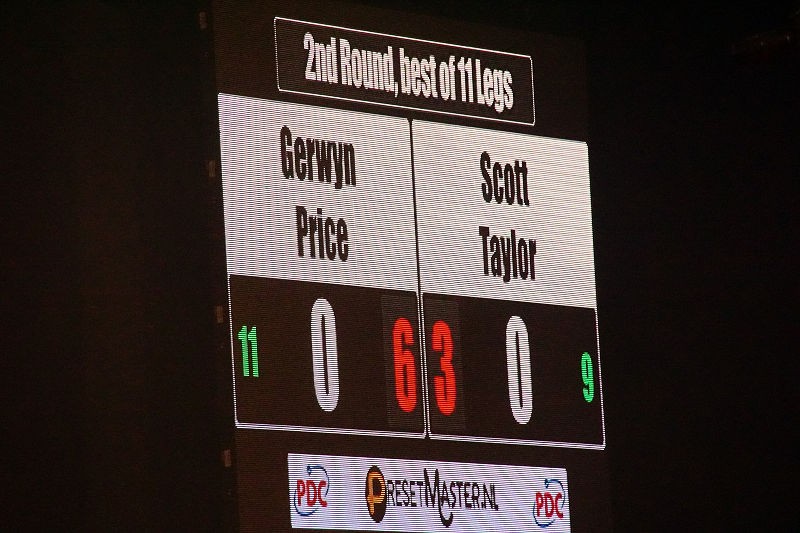 2nd Round, best of 11 Legs
Gerwyn
Price
Scott
Taylor
11 0 6 3 0 9
PDC PRESETMASTER.NL PDC